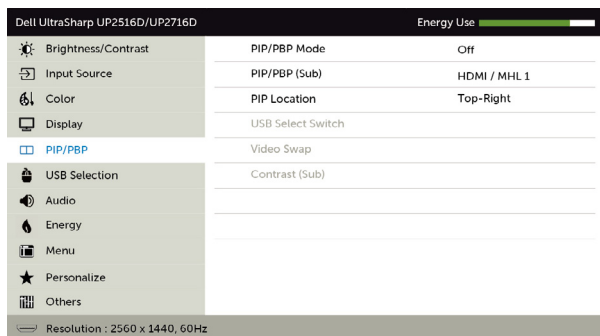 Dell UltraSharp UP2516D/UP2716D Energy Use
Brightness/Contrast PIP/PBP Mode Off
Input Source PIP/PBP (Sub) HDMI / MHL 1
Color PIP Location Top-Right
Display USB Select Switch
PIP/PBP Video Swap
USB Selection Contrast (Sub)
Audio
Energy
Menu
Personalize
Others
Resolution : 2560 x 1440, 60Hz